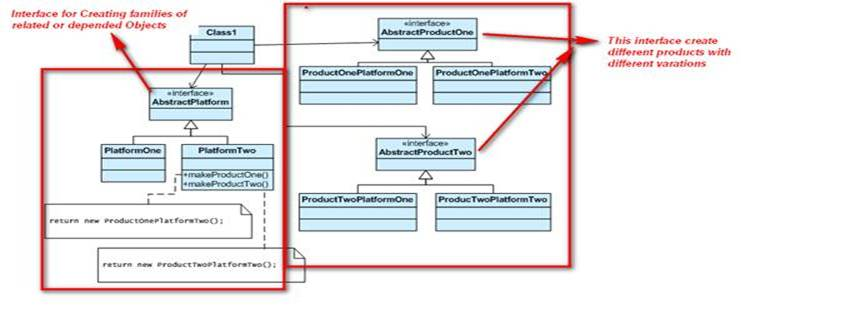 Interface for Creating families of
related or depended Objects
Class1
«interface»
AbstractProductOne
This interface create
different products with
different varations
ProductOnePlatformOne
ProductOnePlatformTwo
«interface»
AbstractPlatform
PlatformOne
PlatformTwo
+makeProductOne()
+makeProductTwo()
«interface»
AbstractProductTwo
ProductTwoPlatformOne
ProducTwoPlatformTwo
return new ProductOnePlatformTwo();
return new ProductTwoPlatformTwo();